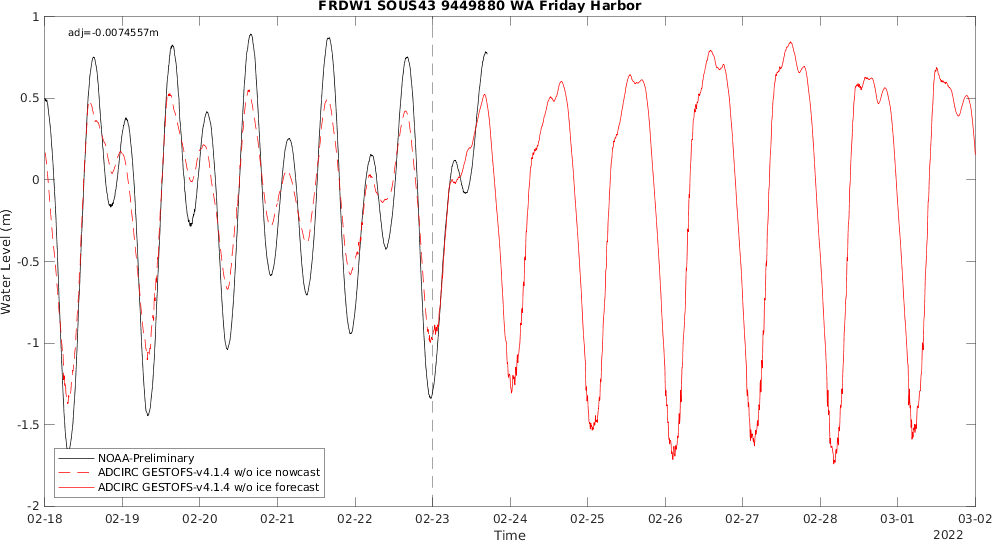 FRDW1 SOUS43 9449880 WA Friday Harbor
adj=-0.0074557m
1
0.5
0
-0.5
-1
-1.5
-2
Water Level (m)
NOAA-Preliminary
ADCIRC GESTOFS-v4.1.4 w/o ice nowcast
ADCIRC GESTOFS-v4.1.4 w/o ice forecast
02-18 02-19 02-20 02-21 02-22 02-23 02-24 02-25 02-26 02-27 02-28 03-01 03-02
Time
2022